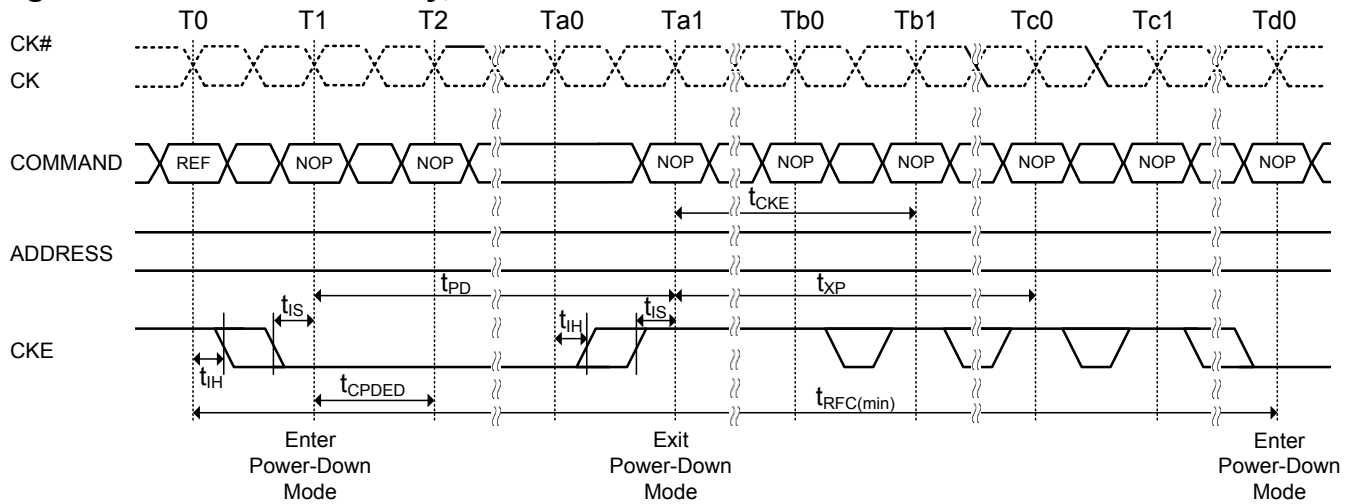 T0 T1 T2 Ta0 Ta1 Tb0 Tb1 Tc0 Tc1 Td0
CK#
CK
COMMAND REF NOP NOP NOP NOP NOP NOP NOP NOP
tCKE
ADDRESS
tPD tXP
tIS tIH tIS
CKE
tIH
tCPDED
tRFC(min)
Enter
Power-Down
Mode
Exit
Power-Down
Mode
Enter
Power-Down
Mode